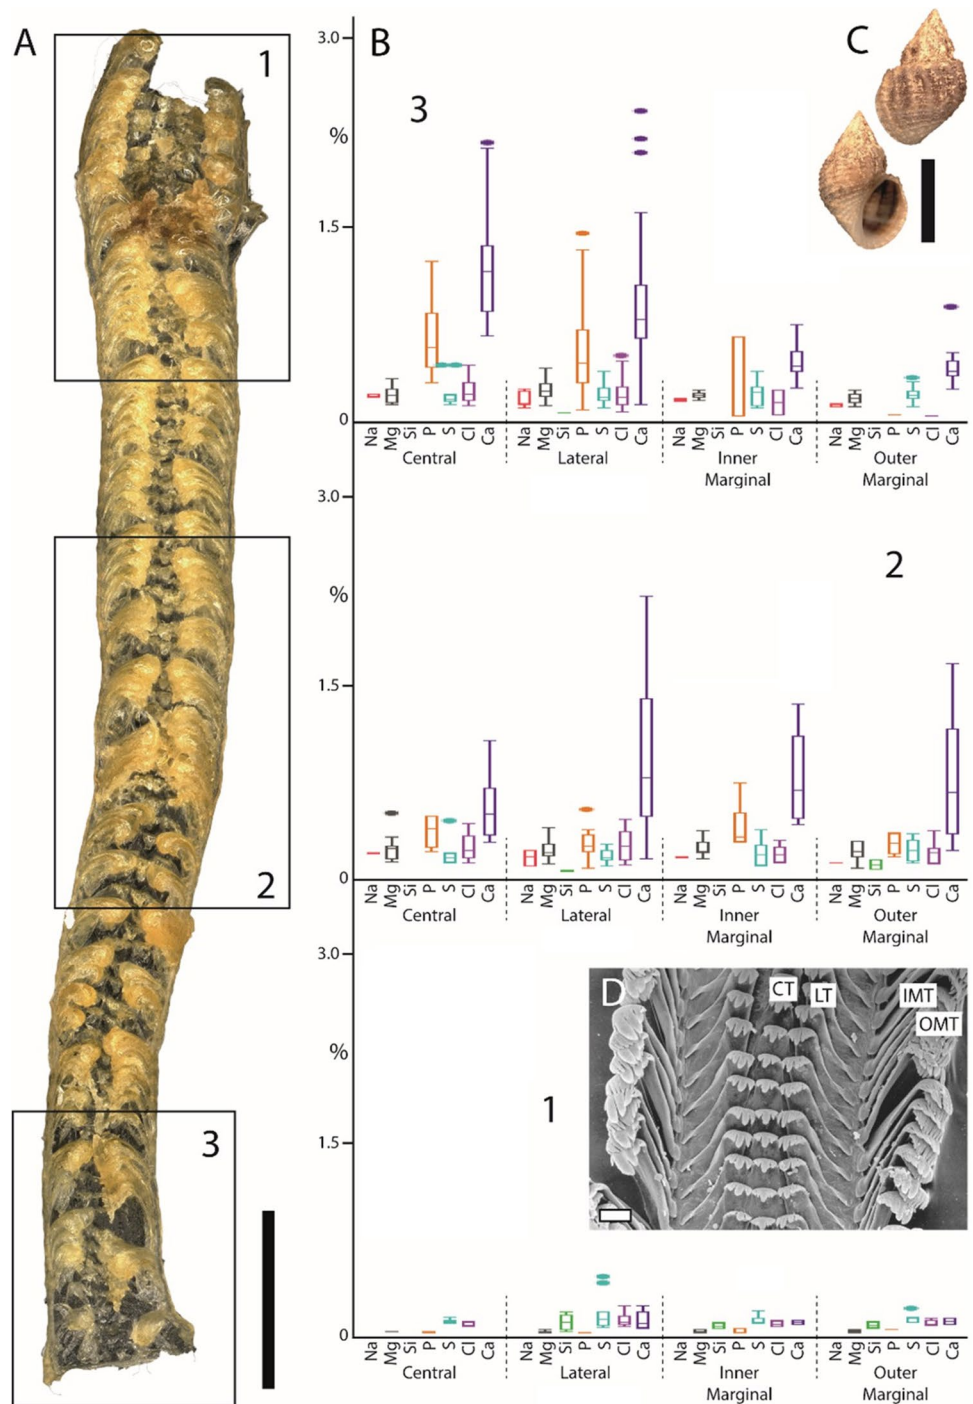 A
1
2
3
B
3.0
3
%
1.5
0
Na Mg Si P S Cl Ca Na Mg Si P S Cl Ca Na Mg Si P S Cl Ca Na Mg Si P S Cl Ca
Central Lateral Inner Outer
Marginal Marginal
C
3.0
2
%
1.5
0
Na Mg Si P S Cl Ca Na Mg Si P S Cl Ca Na Mg Si P S Cl Ca Na Mg Si P S Cl Ca
Central Lateral Inner Outer
Marginal Marginal
3.0
%
1
1.5
0
Na Mg Si P S Cl Ca Na Mg Si P S Cl Ca Na Mg Si P S Cl Ca Na Mg Si P S Cl Ca
Central Lateral Inner Outer
Marginal Marginal
D
CT LT IMT
OMT